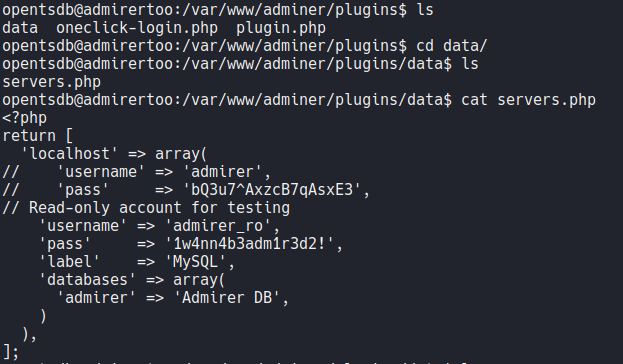 opentsdb@admirertoo:/var/www/adminer/plugins$ ls
data  oneclick-login.php  plugin.php
opentsdb@admirertoo:/var/www/adminer/plugins$ cd data/
opentsdb@admirertoo:/var/www/adminer/plugins/data$ ls
servers.php
opentsdb@admirertoo:/var/www/adminer/plugins/data$ cat servers.php
<?php
return [
  'localhost' => array(
//    'username' => 'admirer',
//    'pass'     => 'bQ3u7^AxzcB7qAsxE3',
// Read-only account for testing
    'username' => 'admirer_ro',
    'pass'     => '1w4nn4b3adm1r3d2!',
    'label'    => 'MySQL',
    'databases' => array(
      'admirer' => 'Admirer DB',
    )
  ),
];